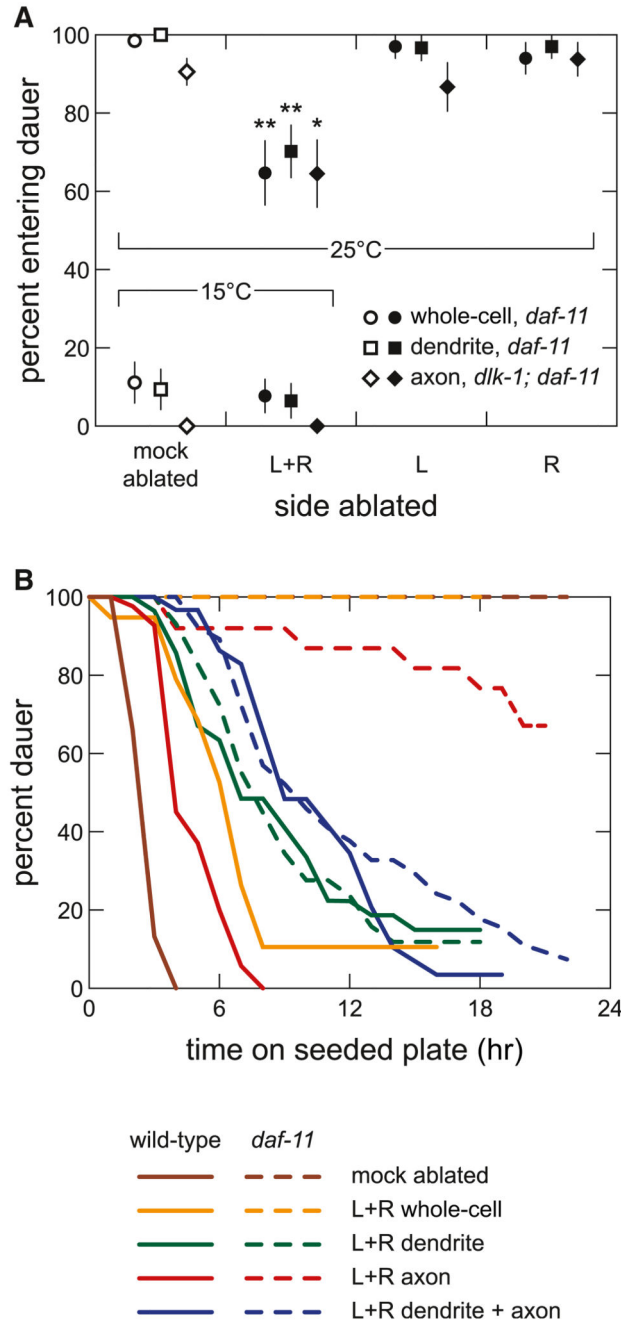 A
100
80
60
40
20
0
percent entering dauer
**
**
*
25°C
15°C
whole-cell, daf-11
dendrite, daf-11
axon, dlk-1; daf-11
mock
ablated
L+R
L
R
side ablated
B
100
80
60
40
20
0
percent dauer
0
6
12
18
24
time on seeded plate (hr)
wild-type daf-11
mock ablated
L+R whole-cell
L+R dendrite
L+R axon
L+R dendrite + axon